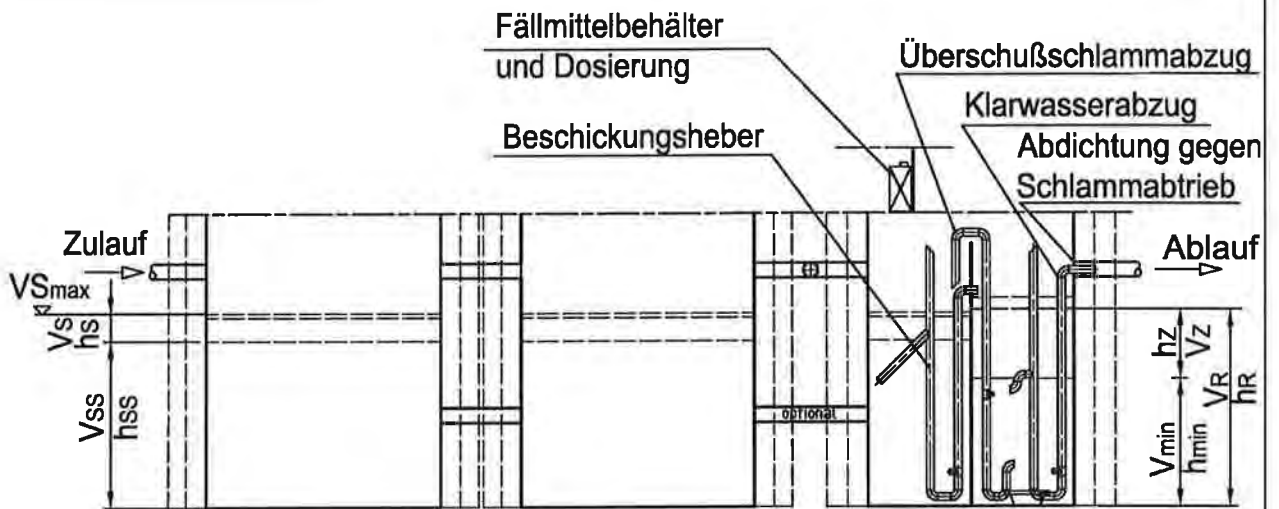 Fällmittelbehälter
und Dosierung
Überschußschlammabzug
Klarwasserabzug
Beschickungsheber
Abdichtung gegen
Schlammabtrieb
Zulauf
Ablauf
VSmax
VS
hS
VSS
hSS
optional
hZ
VZ
VR
hR
Vmin
hmin